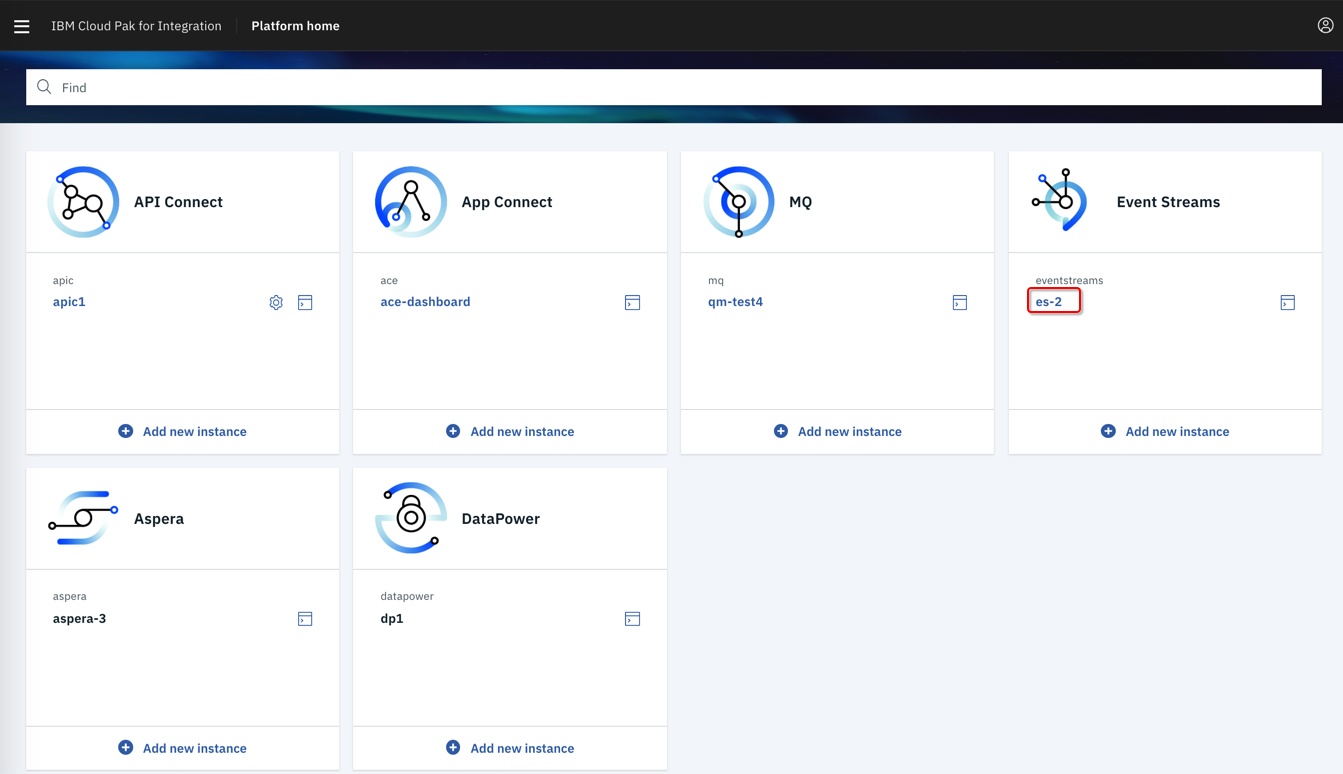 IBM Cloud Pak for Integration Platform home
Find
API Connect
apic
apic1
Add new instance
App Connect
ace
ace-dashboard
Add new instance
MQ
mq
qm-test4
Add new instance
Event Streams
eventstreams
es-2
Add new instance
Aspera
aspera
aspera-3
Add new instance
DataPower
datapower
dp1
Add new instance